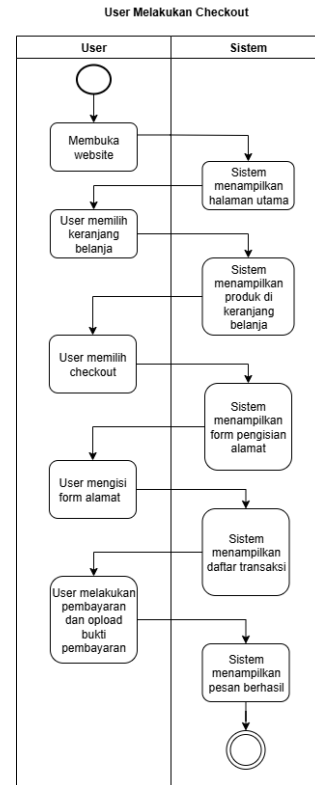 User Melakukan Checkout
User
Sistem
Membuka
website
Sistem
menampilkan
halaman utama
User memilih
keranjang
belanja
Sistem
menampilkan
produk di
keranjang
belanja
User memilih
checkout
Sistem
menampilkan
form pengisian
alamat
User mengisi
form alamat
Sistem
menampilkan
daftar transaksi
User melakukan
pembayaran
dan opload
bukti
pembayaran
Sistem
menampilkan
pesan berhasil